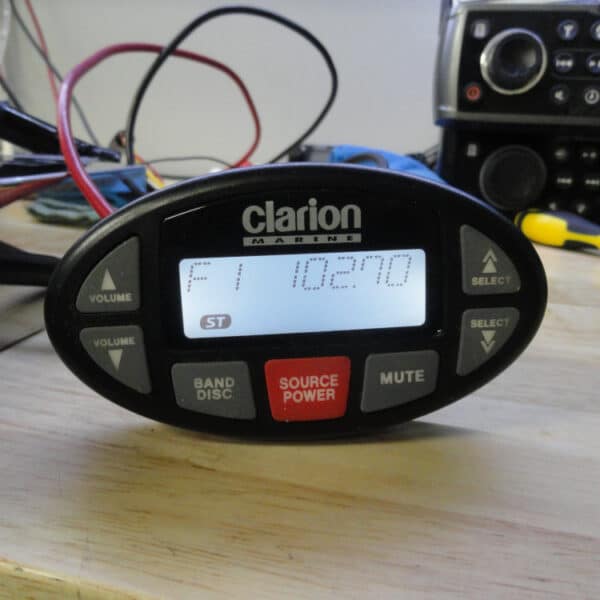 clarion
MARINE
F1 102.70
ST
VOLUME
VOLUME
SELECT
SELECT
BAND
DISC
SOURCE
POWER
MUTE